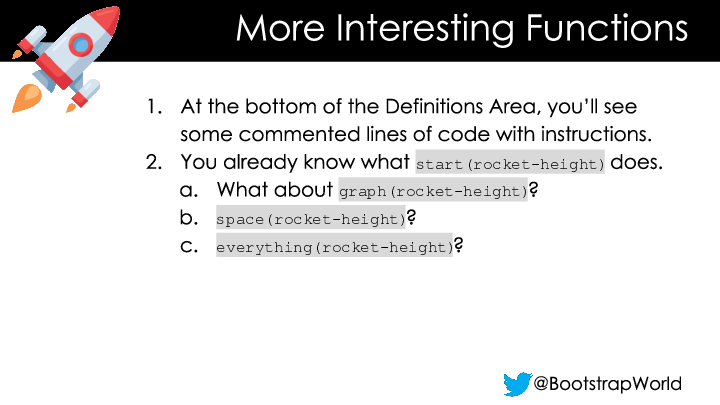 More Interesting Functions
1. At the bottom of the Definitions Area, you’ll see
some commented lines of code with instructions.
2. You already know what start(rocket-height) does.
a. What about graph(rocket-height)?
b. space(rocket-height)?
c. everything(rocket-height)?
@BootstrapWorld